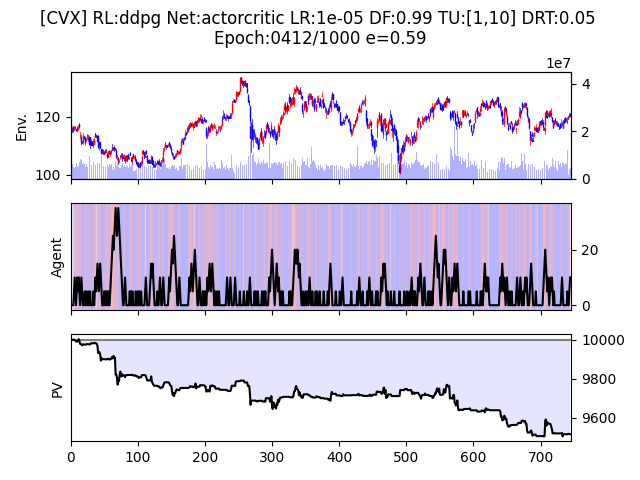 [CVX] RL:ddpg Net:actorcritic LR:1e-05 DF:0.99 TU:[1,10] DRT:0.05
Epoch:0412/1000 e=0.59
1e7
Env.
120
100
4
2
0
Agent
20
0
PV
10000
9800
9600
0 100 200 300 400 500 600 700